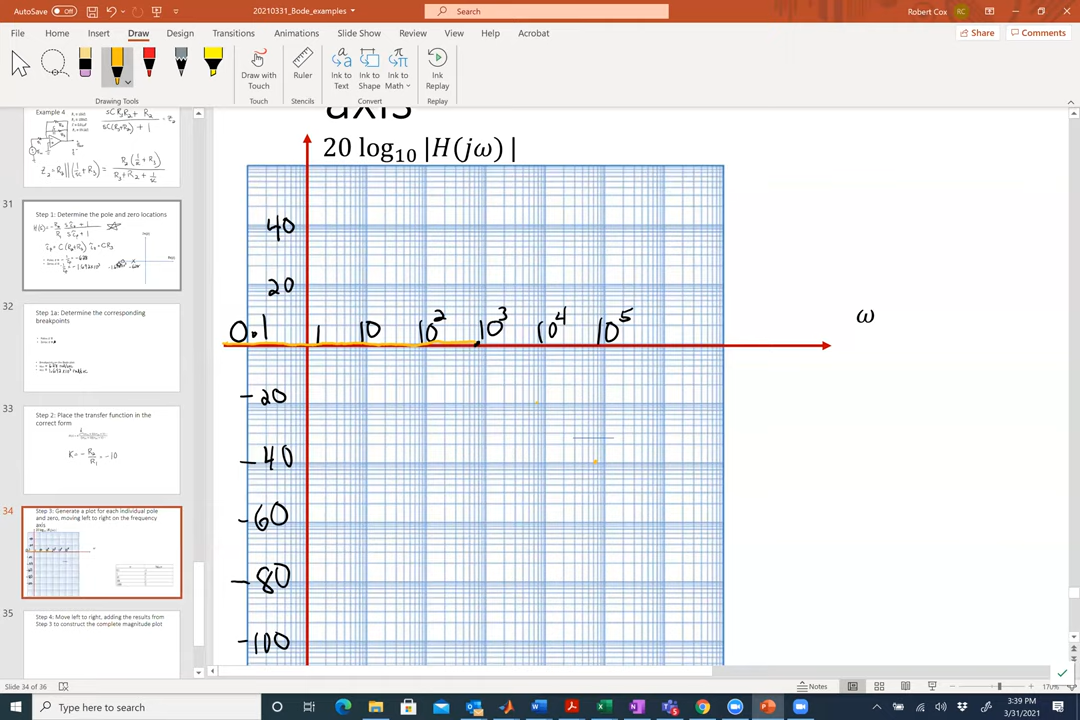 AutoSave Off
20210331_Bode_examples
Search
Robert Cox
RC
File Home Insert Draw Design Transitions Animations Slide Show Review View Help Acrobat
Share
Comments
Draw with Touch
Ruler
Ink to Text
Ink to Shape
Ink to Math
Ink Replay
Drawing Tools
Touch
Stencils
Convert
Replay
Example 4
31
Step 1: Determine the pole and zero locations
32
Step 1a: Determine the corresponding
breakpoints
33
Step 2: Place the transfer function in the
correct form
K = - R2/R1 = -10
34
Step 3: Generate a plot for each individual pole
and zero, moving left to right on the frequency
axis
35
Step 4: Move left to right, adding the results from
Step 3 to construct the complete magnitude plot
axis
20 log₁₀ |H(jω)|
40
20
0.1 1 10 10² 10³ 10⁴ 10⁵
ω
-20
-40
-60
-80
-100
Slide 34 of 36
Notes
170%
Type here to search
3:39 PM
3/31/2021